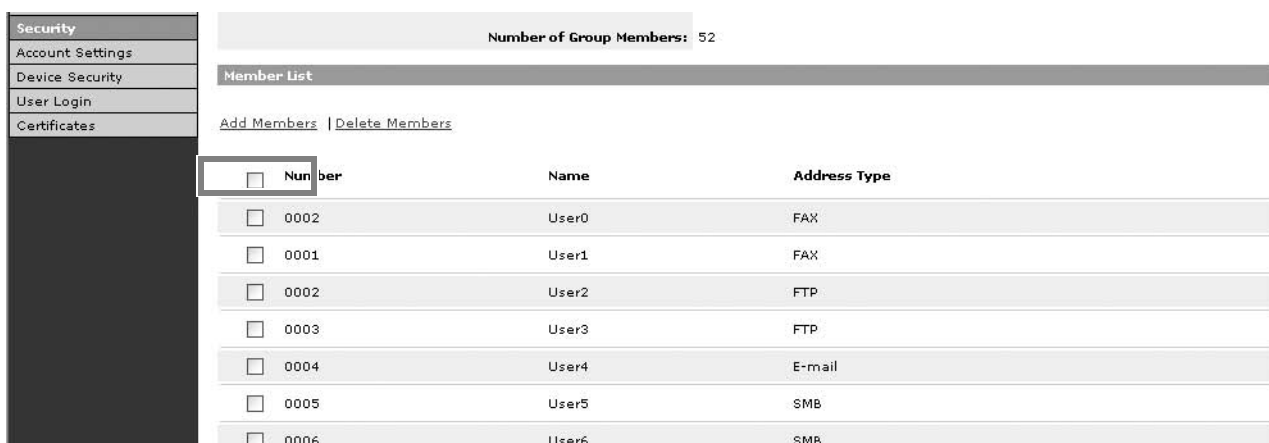 Security
Account Settings
Device Security
User Login
Certificates
Number of Group Members: 52
Member List
Add Members | Delete Members
Number Name Address Type
0002 User0 FAX
0001 User1 FAX
0002 User2 FTP
0003 User3 FTP
0004 User4 E-mail
0005 User5 SMB
0006 User6 SMB